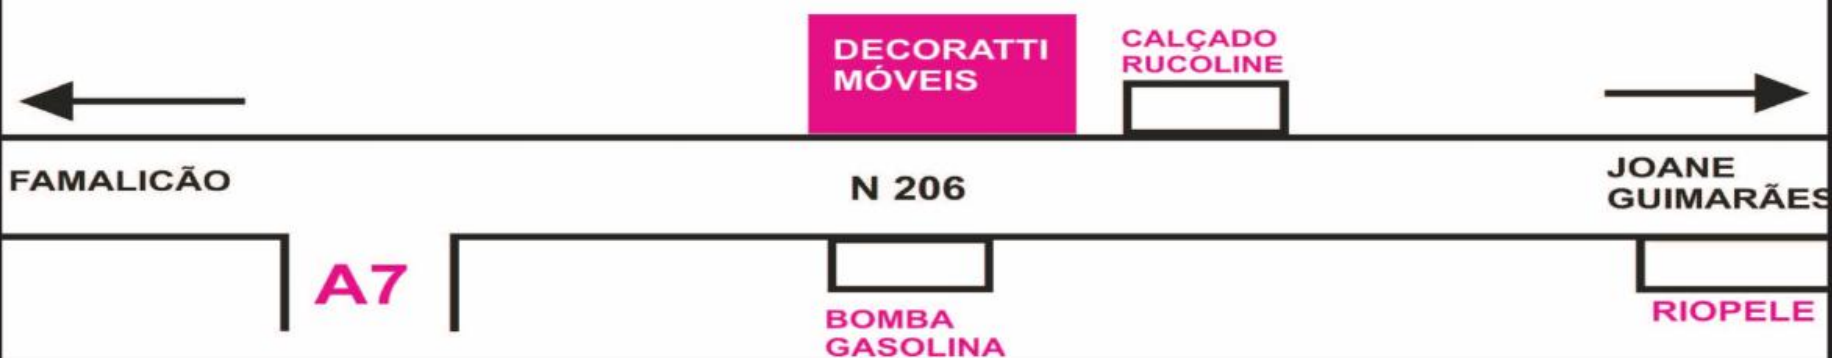 DECORATTI
MÓVEIS
CALÇADO
RUCOLINE
FAMALICÃO
N 206
JOANE
GUIMARÃES
A7
BOMBA
GASOLINA
RIOPELE